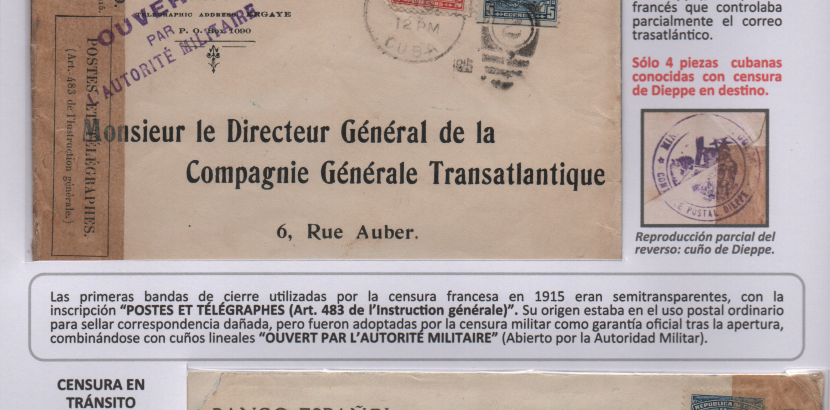 TELEGRAPHIC ADDRESS
P. O. Box 1090
PAR
AUTORITÉ MILITAIRE
12 PM
CUBA
POSTES ET TÉLÉGRAPHES.
(Art. 483 de l'Instruction générale.)
Monsieur le Directeur Général de la
Compagnie Générale Transatlantique
6, Rue Auber.
francés que controlaba
parcialmente el correo
trasatlántico.
Sólo 4 piezas cubanas
conocidas con censura
de Dieppe en destino.
POSTAL DIEPPE
Reproducción parcial del
reverso: cuño de Dieppe.
Las primeras bandas de cierre utilizadas por la censura francesa en 1915 eran semitransparentes, con la
inscripción “POSTES ET TÉLÉGRAPHES (Art. 483 de l’Instruction générale)”. Su origen estaba en el uso postal ordinario
para sellar correspondencia dañada, pero fueron adoptadas por la censura militar como garantía oficial tras la apertura,
combinándose con cuños lineales “OUVERT PAR L’AUTORITÉ MILITAIRE” (Abierto por la Autoridad Militar).
CENSURA EN
TRÁNSITO
BANCO ESPAÑOL